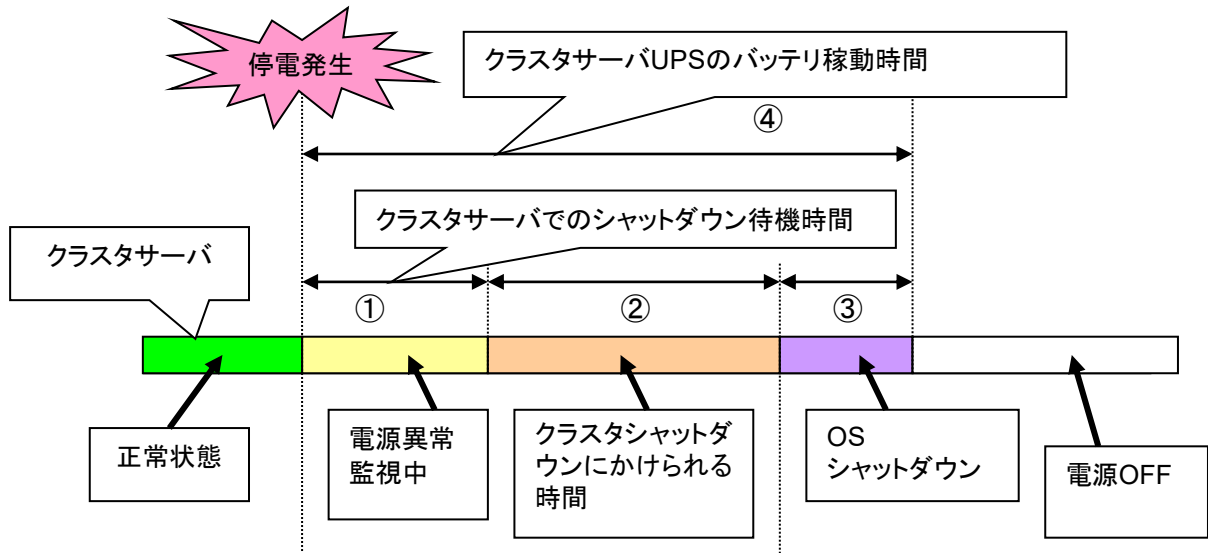 停電発生
クラスタサーバUPSのバッテリ稼動時間
④
クラスタサーバでのシャットダウン待機時間
クラスタサーバ
①
②
③
正常状態
電源異常
監視中
クラスタシャットダ
ウンにかけられる
時間
OS
シャットダウン
電源OFF